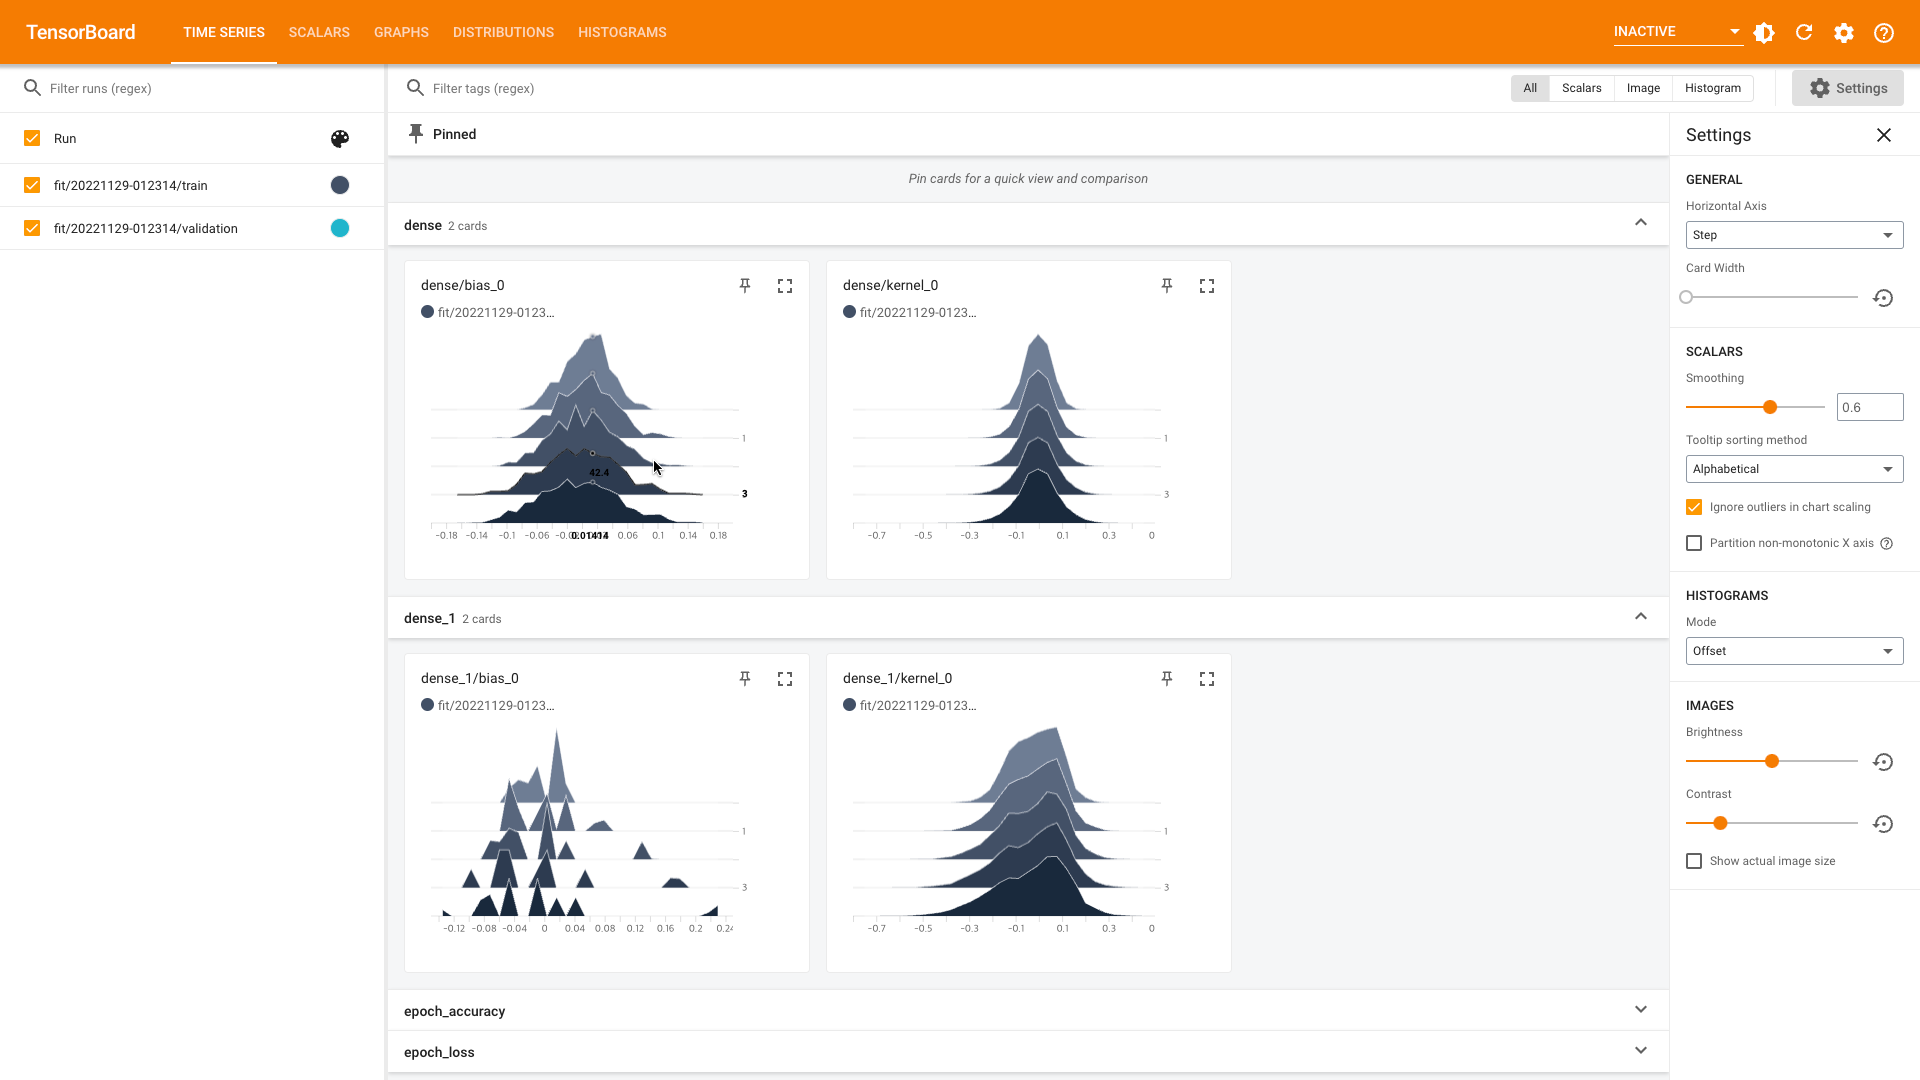 TensorBoard
TIME SERIES
SCALARS
GRAPHS
DISTRIBUTIONS
HISTOGRAMS
INACTIVE
Filter runs (regex)
Run
fit/20221129-012314/train
fit/20221129-012314/validation
Filter tags (regex)
All
Scalars
Image
Histogram
Settings
Pinned
Pin cards for a quick view and comparison
dense 2 cards
dense/bias_0
fit/20221129-0123...
1
42.4
3
-0.18 -0.14 -0.1 -0.06 0.01414 0.06 0.1 0.14 0.18
dense/kernel_0
fit/20221129-0123...
1
3
-0.7 -0.5 -0.3 -0.1 0.1 0.3 0
dense_1 2 cards
dense_1/bias_0
fit/20221129-0123...
1
3
-0.12 -0.08 -0.04 0 0.04 0.08 0.12 0.16 0.2 0.24
dense_1/kernel_0
fit/20221129-0123...
1
3
-0.7 -0.5 -0.3 -0.1 0.1 0.3 0
epoch_accuracy
epoch_loss
Settings
GENERAL
Horizontal Axis
Step
Card Width
SCALARS
Smoothing
0.6
Tooltip sorting method
Alphabetical
Ignore outliers in chart scaling
Partition non-monotonic X axis
HISTOGRAMS
Mode
Offset
IMAGES
Brightness
Contrast
Show actual image size